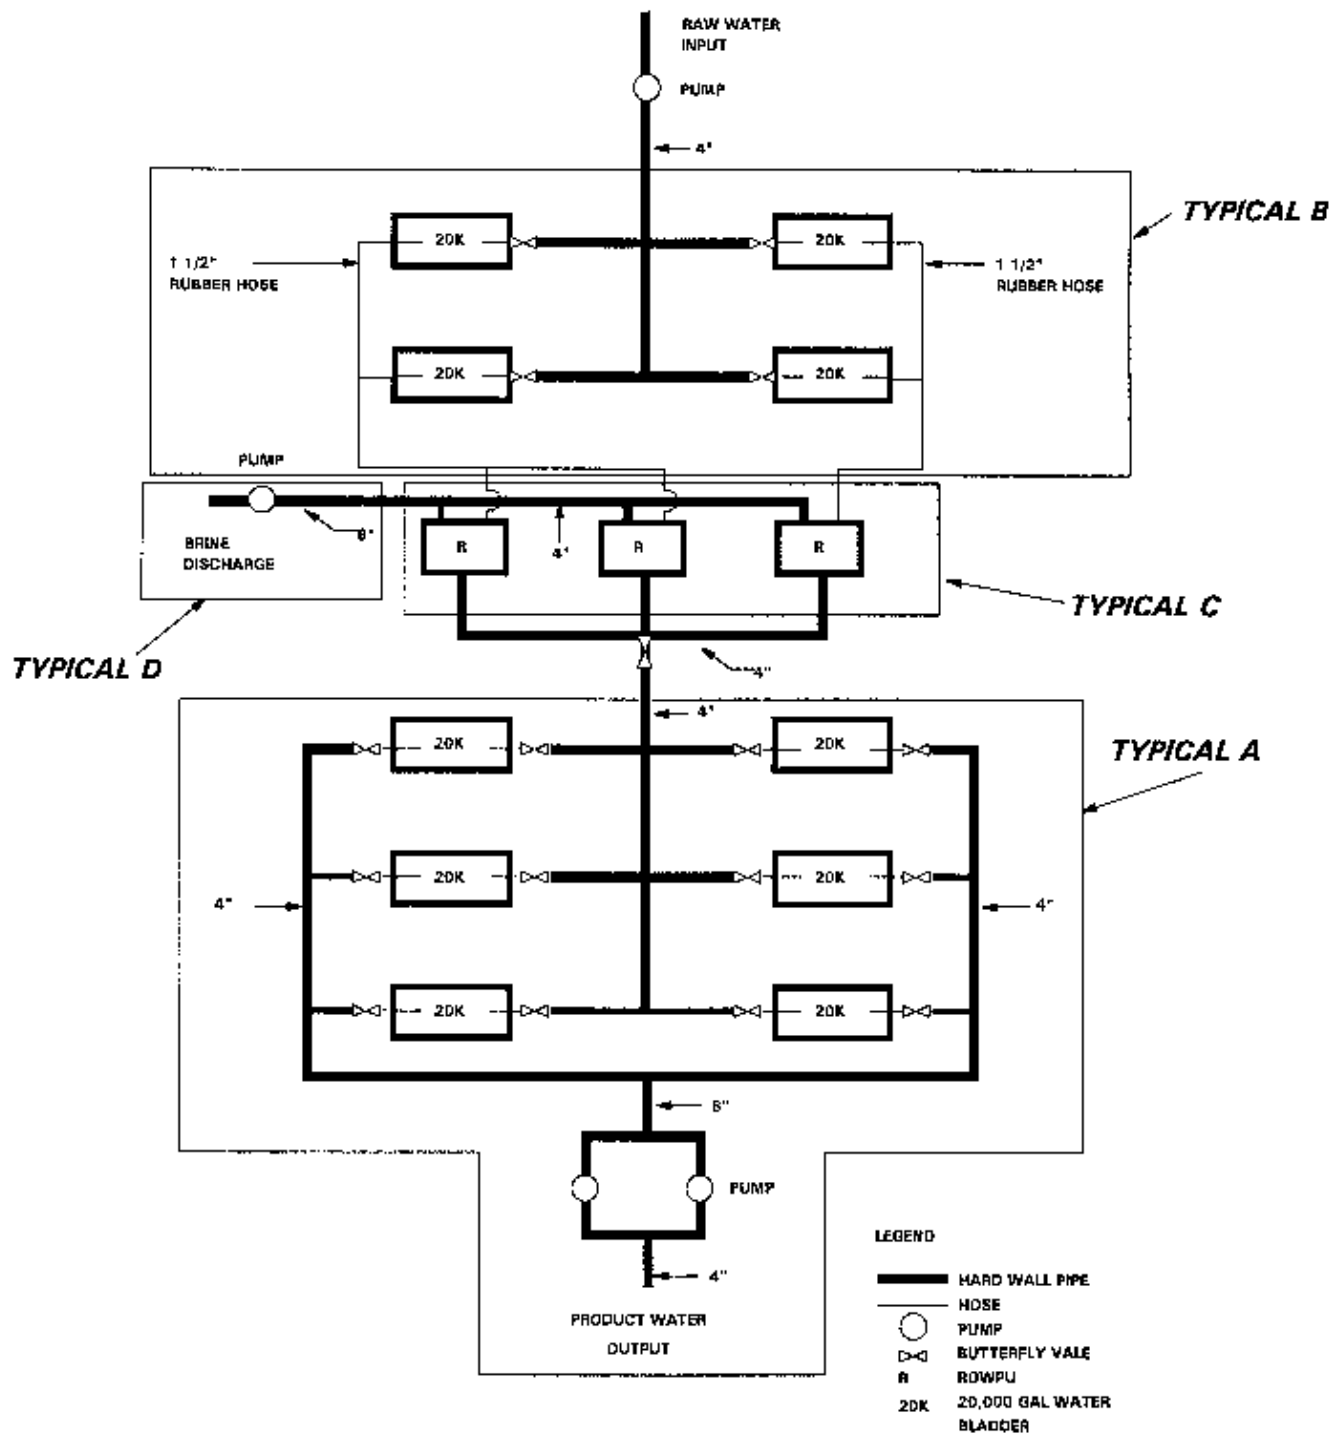 RAW WATER
INPUT
PUMP
4"
TYPICAL B
20K
20K
1 1/2"
RUBBER HOSE
1 1/2"
RUBBER HOSE
20K
20K
PUMP
BRINE
DISCHARGE
4"
R
R
R
TYPICAL C
TYPICAL D
4"
4"
TYPICAL A
20K
20K
20K
20K
4"
4"
20K
20K
PUMP
4"
PRODUCT WATER
OUTPUT
LEGEND
HARD WALL PIPE
HOSE
PUMP
BUTTERFLY VALE
R ROWPU
20K 20,000 GAL WATER
BLADDER